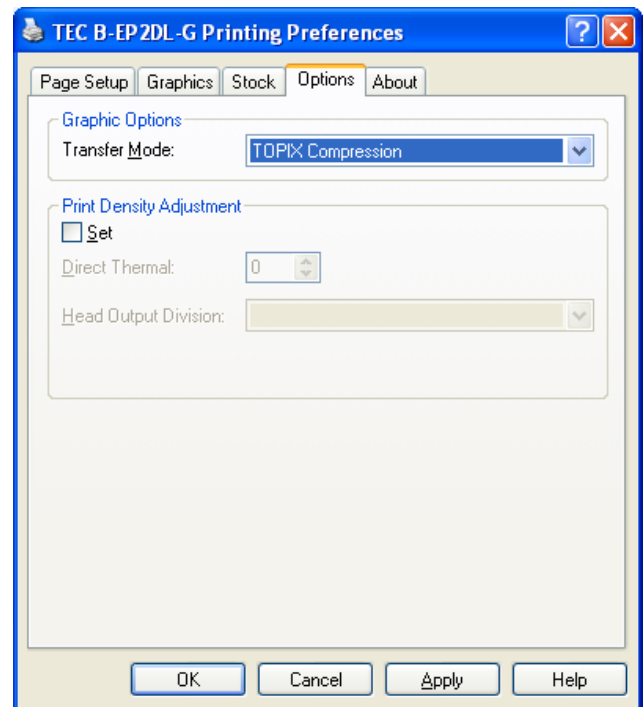 TEC B-EP2DL-G Printing Preferences
Page Setup Graphics Stock Options About
Graphic Options
Transfer Mode: TOPIX Compression
Print Density Adjustment
Set
Direct Thermal: 0
Head Output Division:
OK Cancel Apply Help